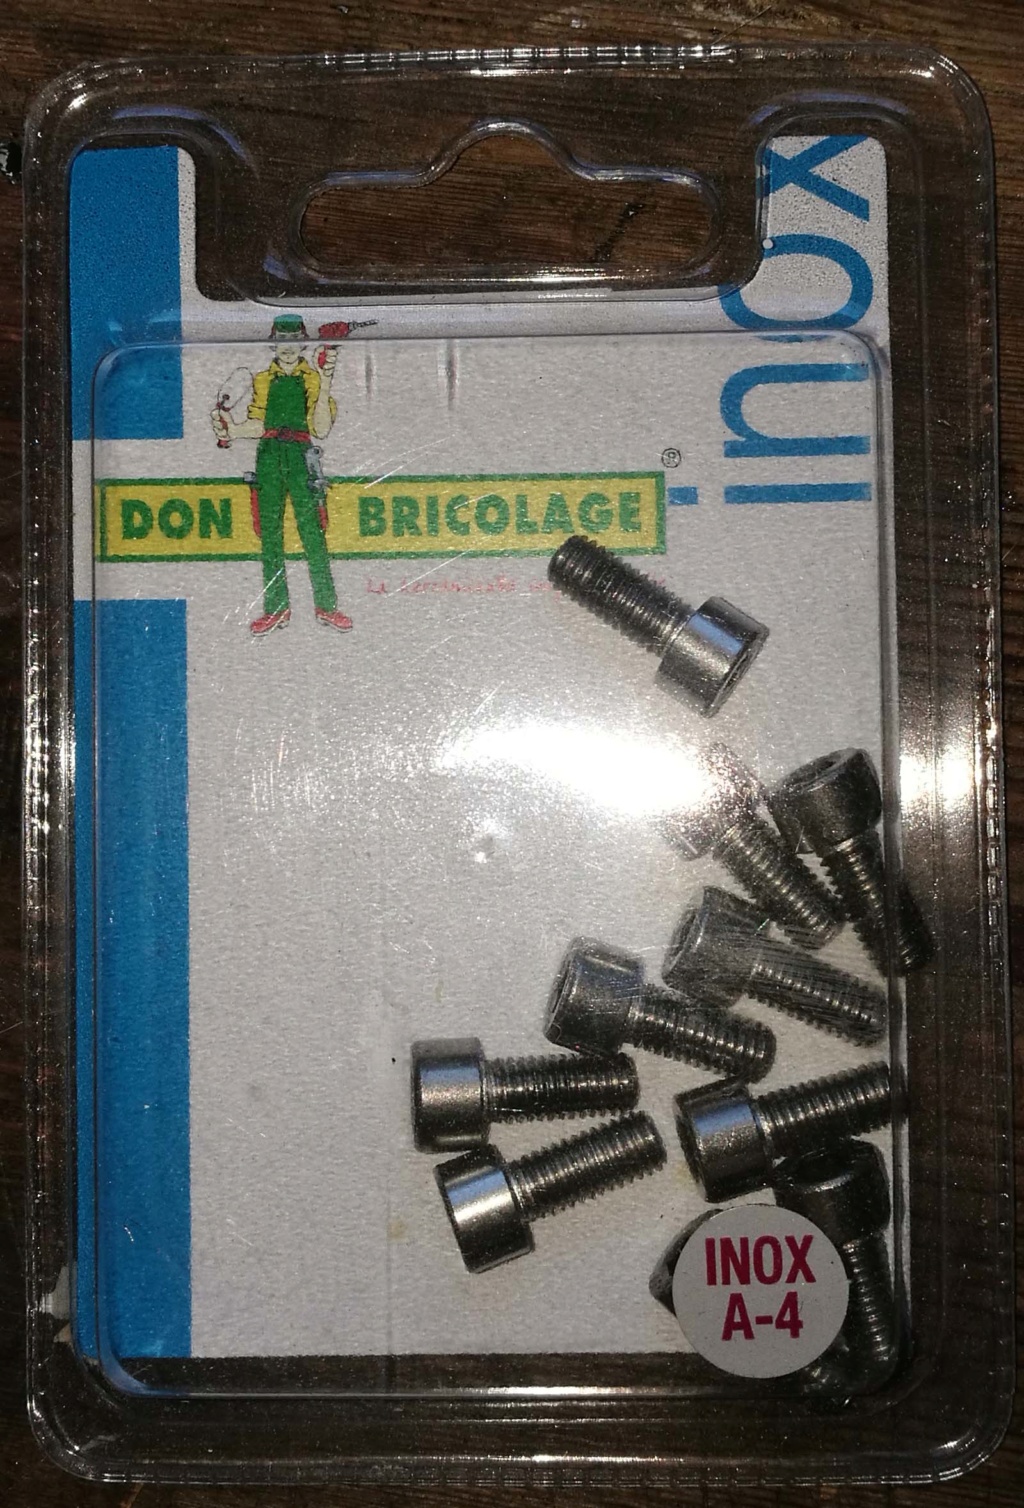 inox
DON BRICOLAGE
®
INOX
A-4